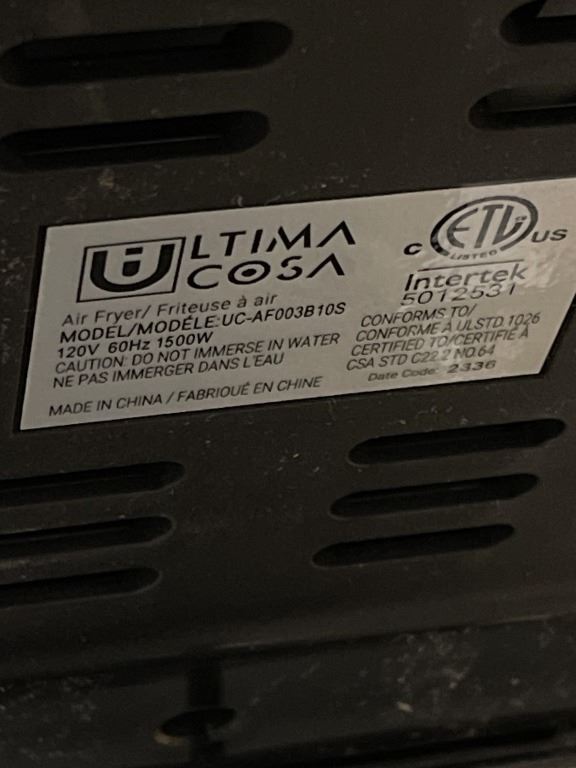 ULTIMA
COSA
Air Fryer/ Friteuse à air
MODEL/MODÉLE:UC-AF003B10S
120V 60Hz 1500W
CAUTION: DO NOT IMMERSE IN WATER
NE PAS IMMERGER DANS L'EAU
MADE IN CHINA / FABRIQUÉ EN CHINE
C ETL US
LISTED
Intertek
5012531
CONFORMS TO/
CONFORME À ULSTD 1026
CERTIFIED TO/CERTIFIÉ À
CSA STD C22.2 NO.64
Date Code: 2336